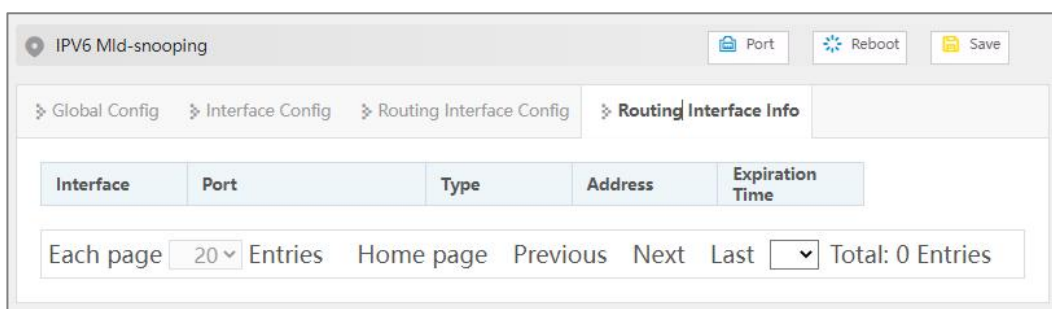 IPV6 Mld-snooping Port Reboot Save
Global Config Interface Config Routing Interface Config Routing Interface Info
Interface Port Type Address Expiration Time
Each page 20 Entries Home page Previous Next Last Total: 0 Entries